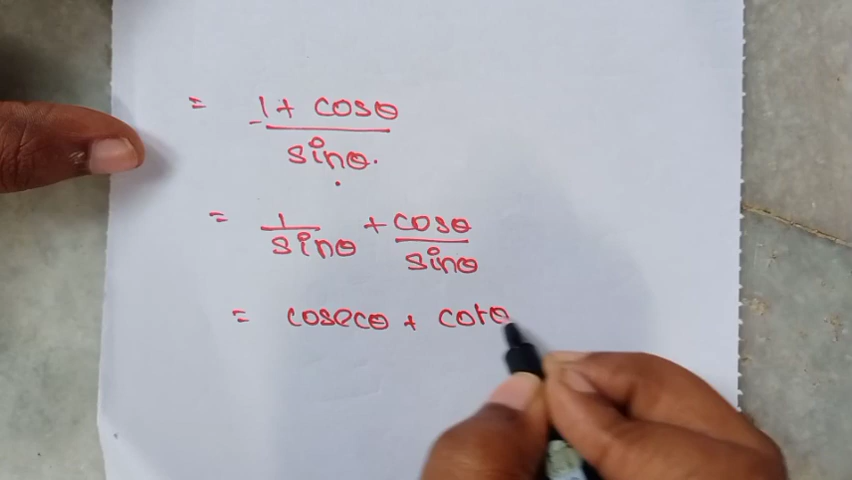 = 1 + cosθ / sinθ.
= 1 / sinθ + cosθ / sinθ
= cosecθ + cotθ